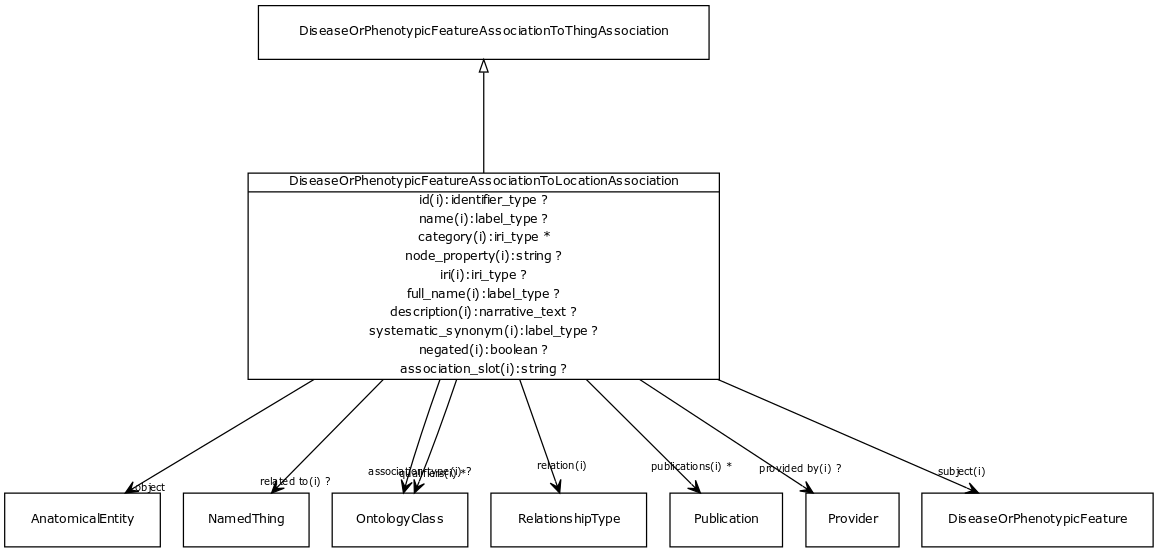 DiseaseOrPhenotypicFeatureAssociationToThingAssociation
DiseaseOrPhenotypicFeatureAssociationToLocationAssociation
id(i):identifier_type ?
name(i):label_type ?
category(i):iri_type *
node_property(i):string ?
iri(i):iri_type ?
full_name(i):label_type ?
description(i):narrative_text ?
systematic_synonym(i):label_type ?
negated(i):boolean ?
association_slot(i):string ?
object
related to(i) ?
association type(i) ?
qualifiers(i) *
relation(i)
publications(i) *
provided by(i) ?
subject(i)
AnatomicalEntity
NamedThing
OntologyClass
RelationshipType
Publication
Provider
DiseaseOrPhenotypicFeature